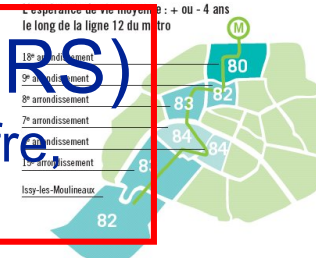 L'espérance de vie moyenne : + ou - 4 ans
le long de la ligne 12 du métro
M
18e arrondissement
80
RS)
9e arrondissement
82
8e arrondissement
83
7e arrondissement
84
fre,
arrondissement
84
15e arrondissement
Issy-les-Moulineaux
82